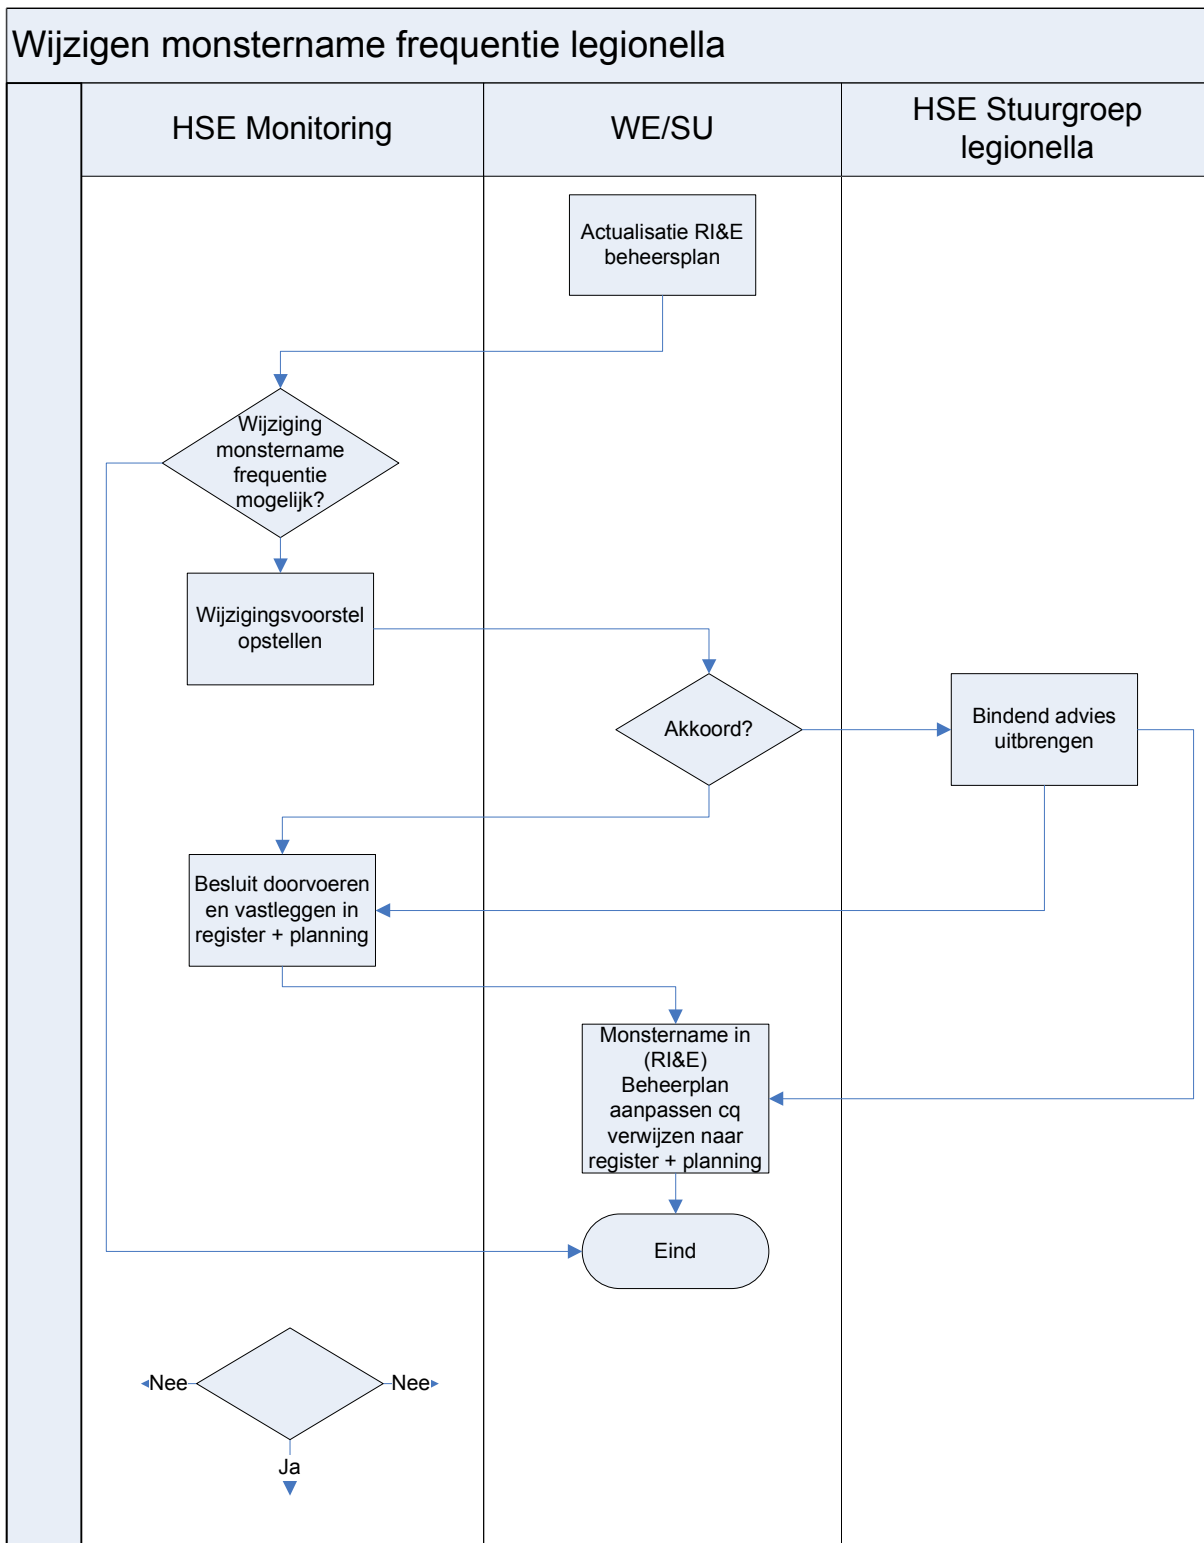 Wijzigen monstername frequentie legionella
HSE Monitoring
WE/SU
HSE Stuurgroep
legionella
Actualisatie RI&E
beheersplan
Wijziging
monstername
frequentie
mogelijk?
Wijzigingsvoorstel
opstellen
Akkoord?
Bindend advies
uitbrengen
Besluit doorvoeren
en vastleggen in
register + planning
Monstername in
(RI&E)
Beheerplan
aanpassen cq
verwijzen naar
register + planning
Eind
Nee
Nee
Ja